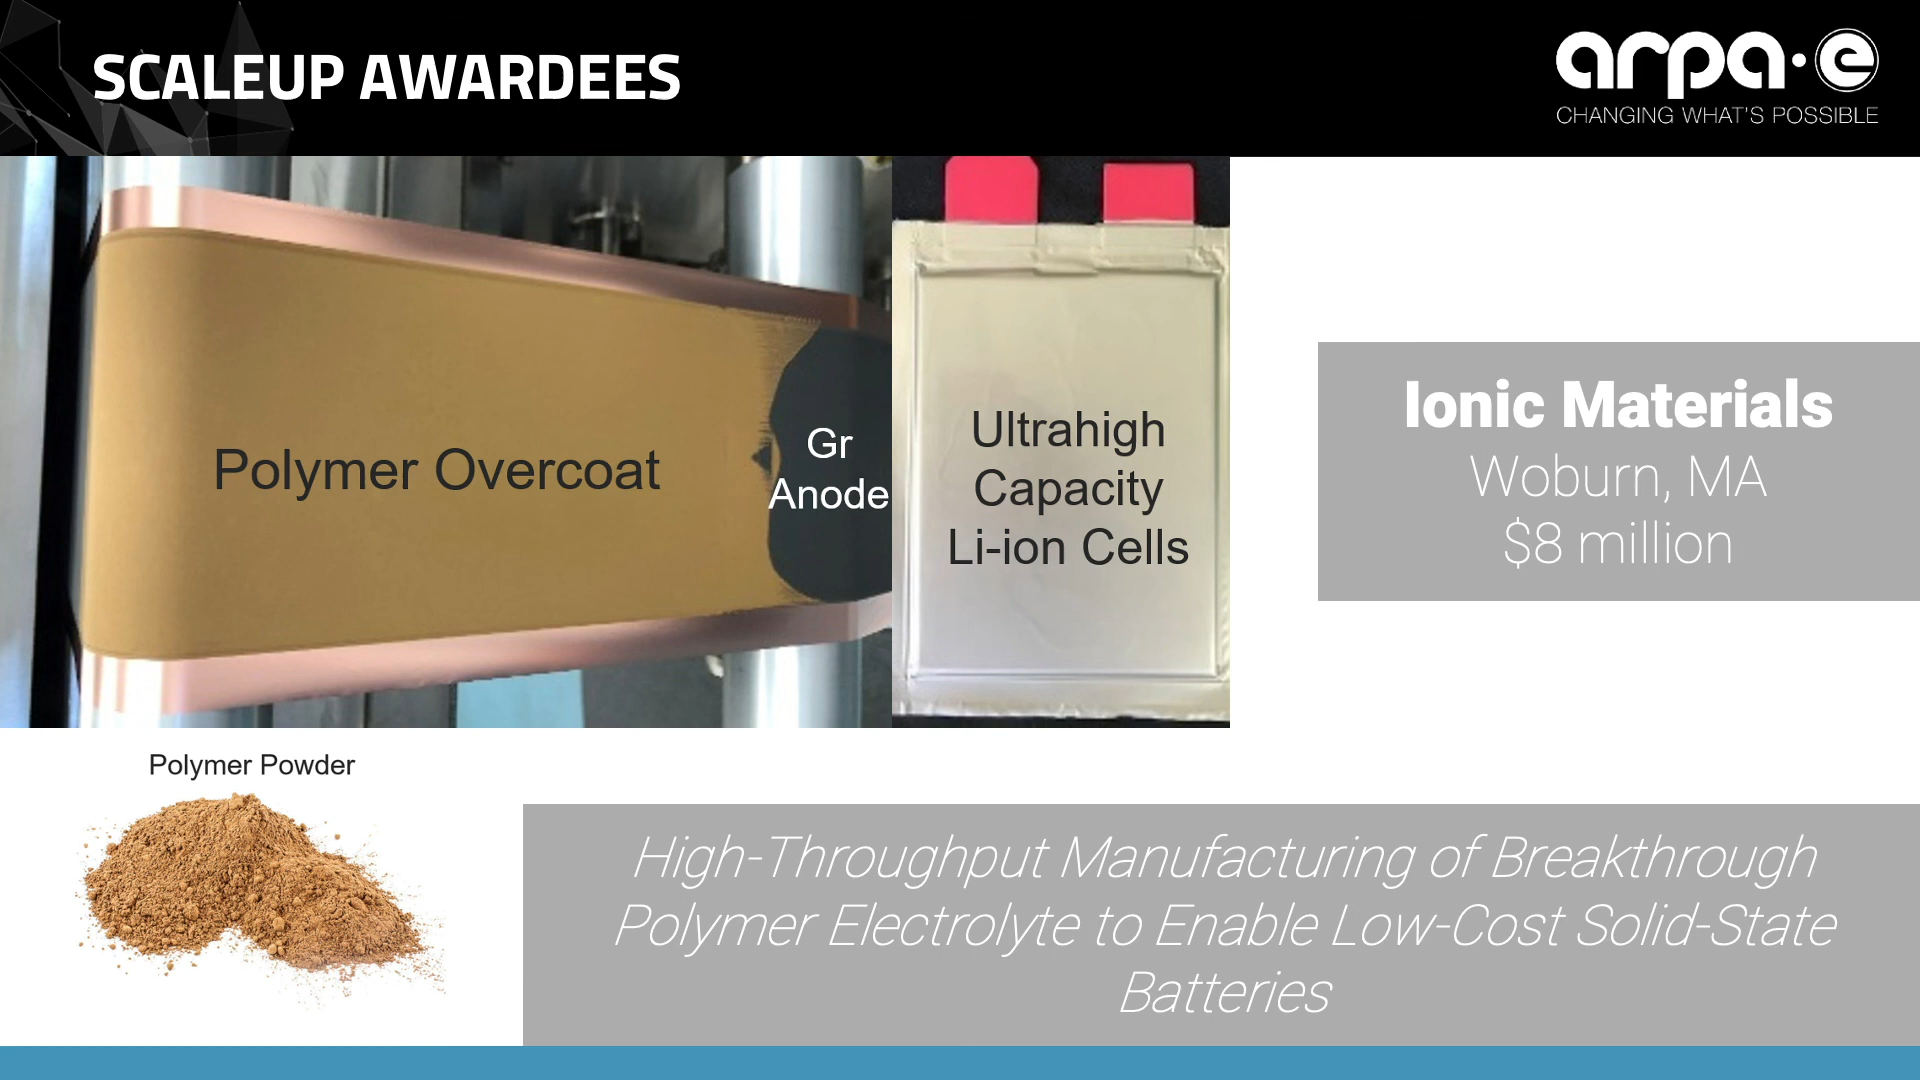 SCALEUP AWARDEES
arpa·e
CHANGING WHAT'S POSSIBLE
Polymer Overcoat
Gr
Anode
Ultrahigh
Capacity
Li-ion Cells
Ionic Materials
Woburn, MA
$8 million
Polymer Powder
High-Throughput Manufacturing of Breakthrough
Polymer Electrolyte to Enable Low-Cost Solid-State
Batteries